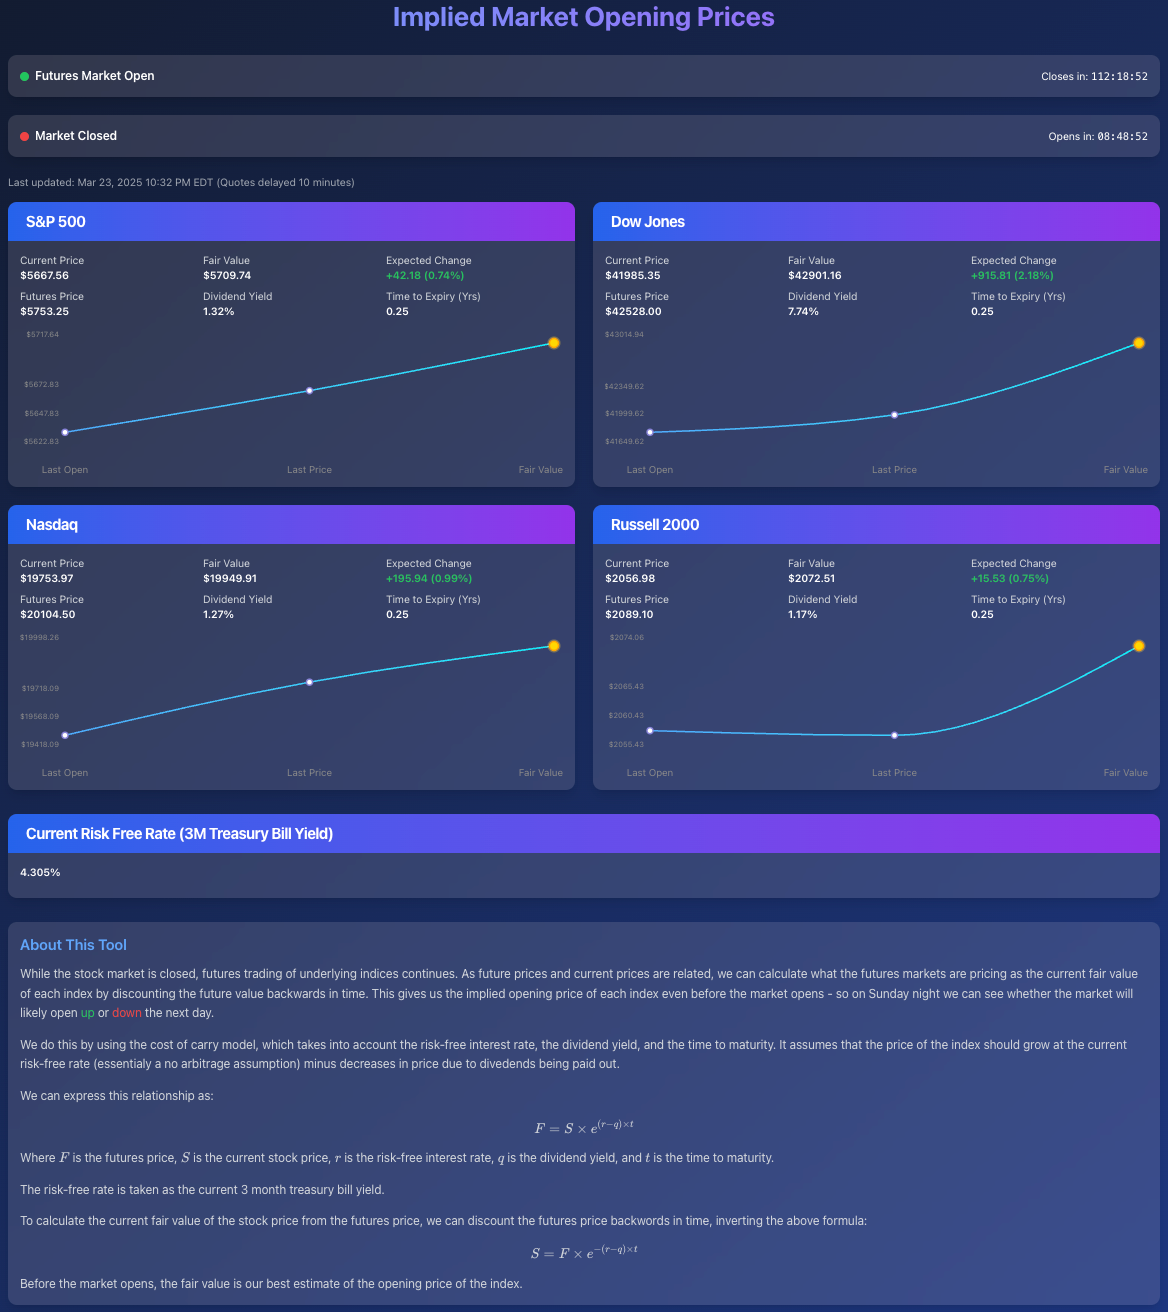 Implied Market Opening Prices
Futures Market Open
Closes in: 112:18:52
Market Closed
Opens in: 08:48:52
Last updated: Mar 23, 2025 10:32 PM EDT (Quotes delayed 10 minutes)
S&P 500
Current Price
Fair Value
Expected Change
$5667.56
$5709.74
+42.18 (0.74%)
Futures Price
Dividend Yield
Time to Expiry (Yrs)
$5753.25
1.32%
0.25
$5717.64
$5672.83
$5647.83
$5622.83
Last Open
Last Price
Fair Value
Dow Jones
Current Price
Fair Value
Expected Change
$41985.35
$42901.16
+915.81 (2.18%)
Futures Price
Dividend Yield
Time to Expiry (Yrs)
$42528.00
7.74%
0.25
$43014.94
$42349.62
$41999.62
$41649.62
Last Open
Last Price
Fair Value
Nasdaq
Current Price
Fair Value
Expected Change
$19753.97
$19949.91
+195.94 (0.99%)
Futures Price
Dividend Yield
Time to Expiry (Yrs)
$20104.50
1.27%
0.25
$19998.26
$19718.09
$19568.09
$19418.09
Last Open
Last Price
Fair Value
Russell 2000
Current Price
Fair Value
Expected Change
$2056.98
$2072.51
+15.53 (0.75%)
Futures Price
Dividend Yield
Time to Expiry (Yrs)
$2089.10
1.17%
0.25
$2074.06
$2065.43
$2060.43
$2055.43
Last Open
Last Price
Fair Value
Current Risk Free Rate (3M Treasury Bill Yield)
4.305%
About This Tool
While the stock market is closed, futures trading of underlying indices continues. As future prices and current prices are related, we can calculate what the futures markets are pricing as the current fair value
of each index by discounting the future value backwards in time. This gives us the implied opening price of each index even before the market opens - so on Sunday night we can see whether the market will
likely open up or down the next day.
We do this by using the cost of carry model, which takes into account the risk-free interest rate, the dividend yield, and the time to maturity. It assumes that the price of the index should grow at the current
risk-free rate (essentialy a no arbitrage assumption) minus decreases in price due to divedends being paid out.
We can express this relationship as:
F = S × e^{(r−q)×t}
Where F is the futures price, S is the current stock price, r is the risk-free interest rate, q is the dividend yield, and t is the time to maturity.
The risk-free rate is taken as the current 3 month treasury bill yield.
To calculate the current fair value of the stock price from the futures price, we can discount the futures price backwords in time, inverting the above formula:
S = F × e^{−(r−q)×t}
Before the market opens, the fair value is our best estimate of the opening price of the index.